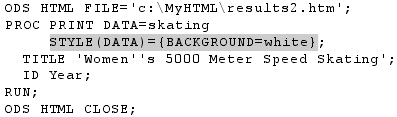 ODS HTML FILE='c:\MyHTML\results2.htm';
PROC PRINT DATA=skating
STYLE(DATA)={BACKGROUND=white};
TITLE 'Women''s 5000 Meter Speed Skating';
ID Year;
RUN;
ODS HTML CLOSE;